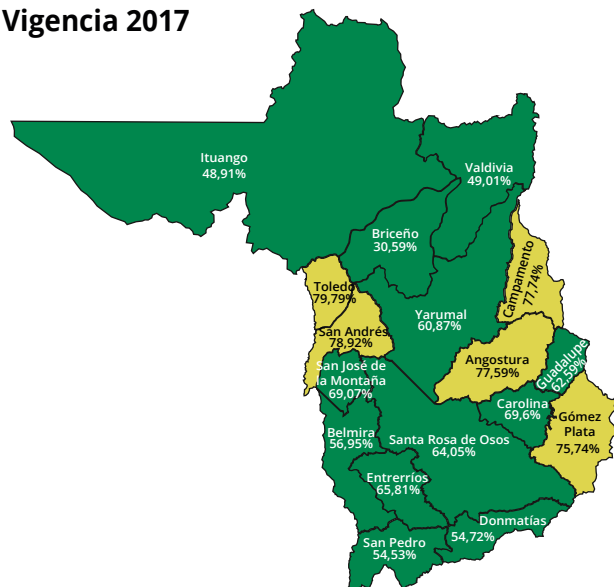 Vigencia 2017
Ituango
48,91%
Valdivia
49,01%
Briceño
30,59%
Campamento
77,74%
Toledo
79,79%
Yarumal
60,87%
San Andrés
78,92%
Guadalupe
62,59%
Angostura
77,59%
San José de
la Montaña
69,07%
Carolina
69,6%
Gómez
Plata
75,74%
Belmira
56,95%
Santa Rosa de Osos
64,05%
Entrerríos
65,81%
Donmatías
54,72%
San Pedro
54,53%